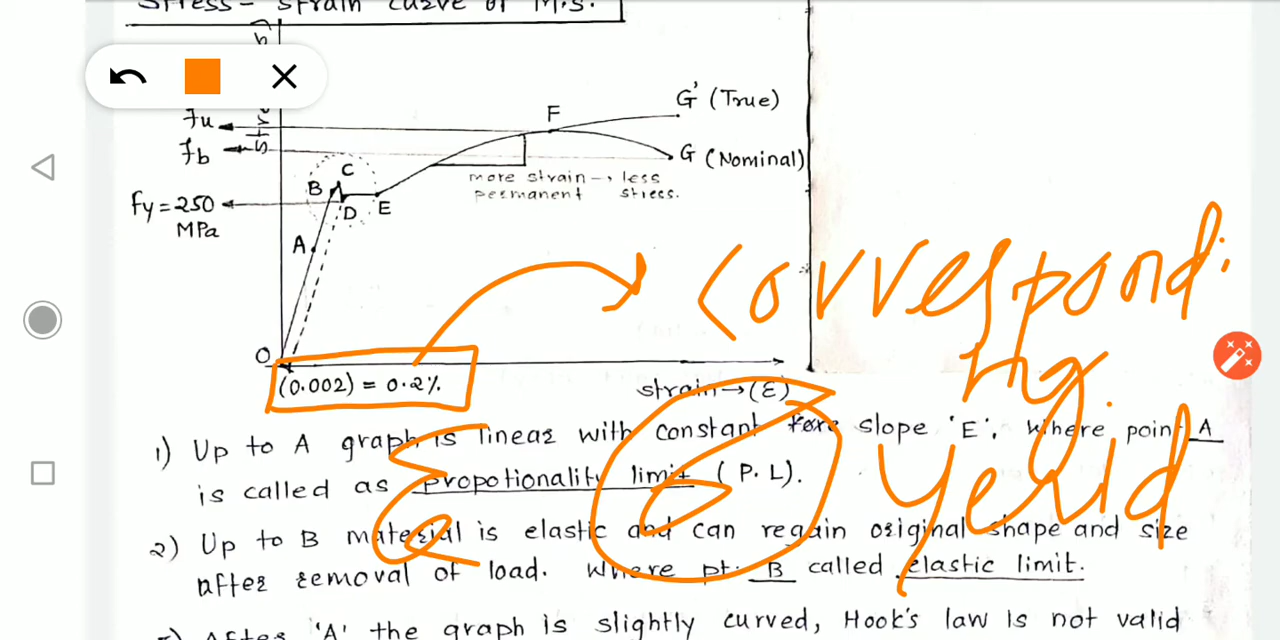 Stress - strain curve of M.S.
G' (True)
F
fu
fb
G (Nominal)
C
B
more strain → less
permanent stress.
fy = 250
MPa
D
E
A
O
(0.002) = 0.2%
strain → (ε)
correspondi
ng
yerid
1) Up to A graph is linear with constant slope 'E'. Where point A
is called as propotionality limit (P.L).
2) Up to B material is elastic and can regain original shape and size
after removal of load. Where pt. B called elastic limit.
After 'A' the graph is slightly curved, Hook's law is not valid